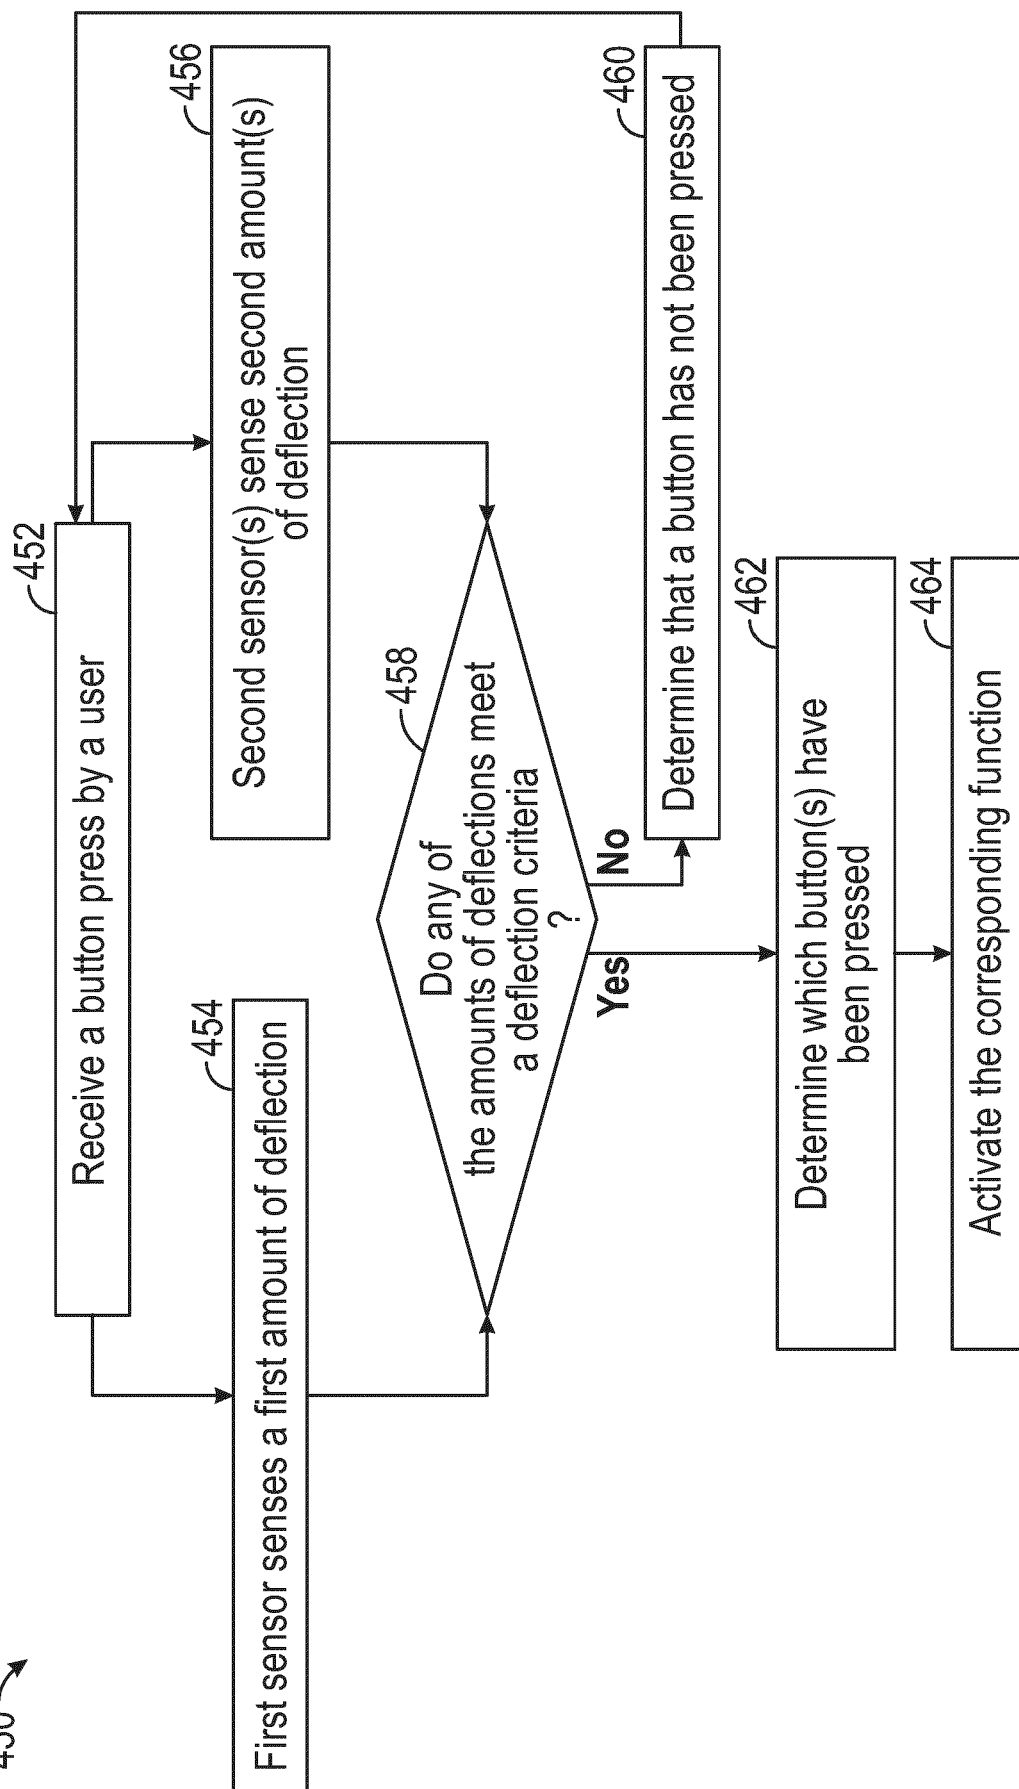 452
Receive a button press by a user
454
First sensor senses a first amount of deflection
456
Second sensor(s) sense second amount(s)
of deflection
458
Do any of
the amounts of deflections meet
a deflection criteria
?
No
Yes
460
Determine that a button has not been pressed
462
Determine which button(s) have
been pressed
464
Activate the corresponding function